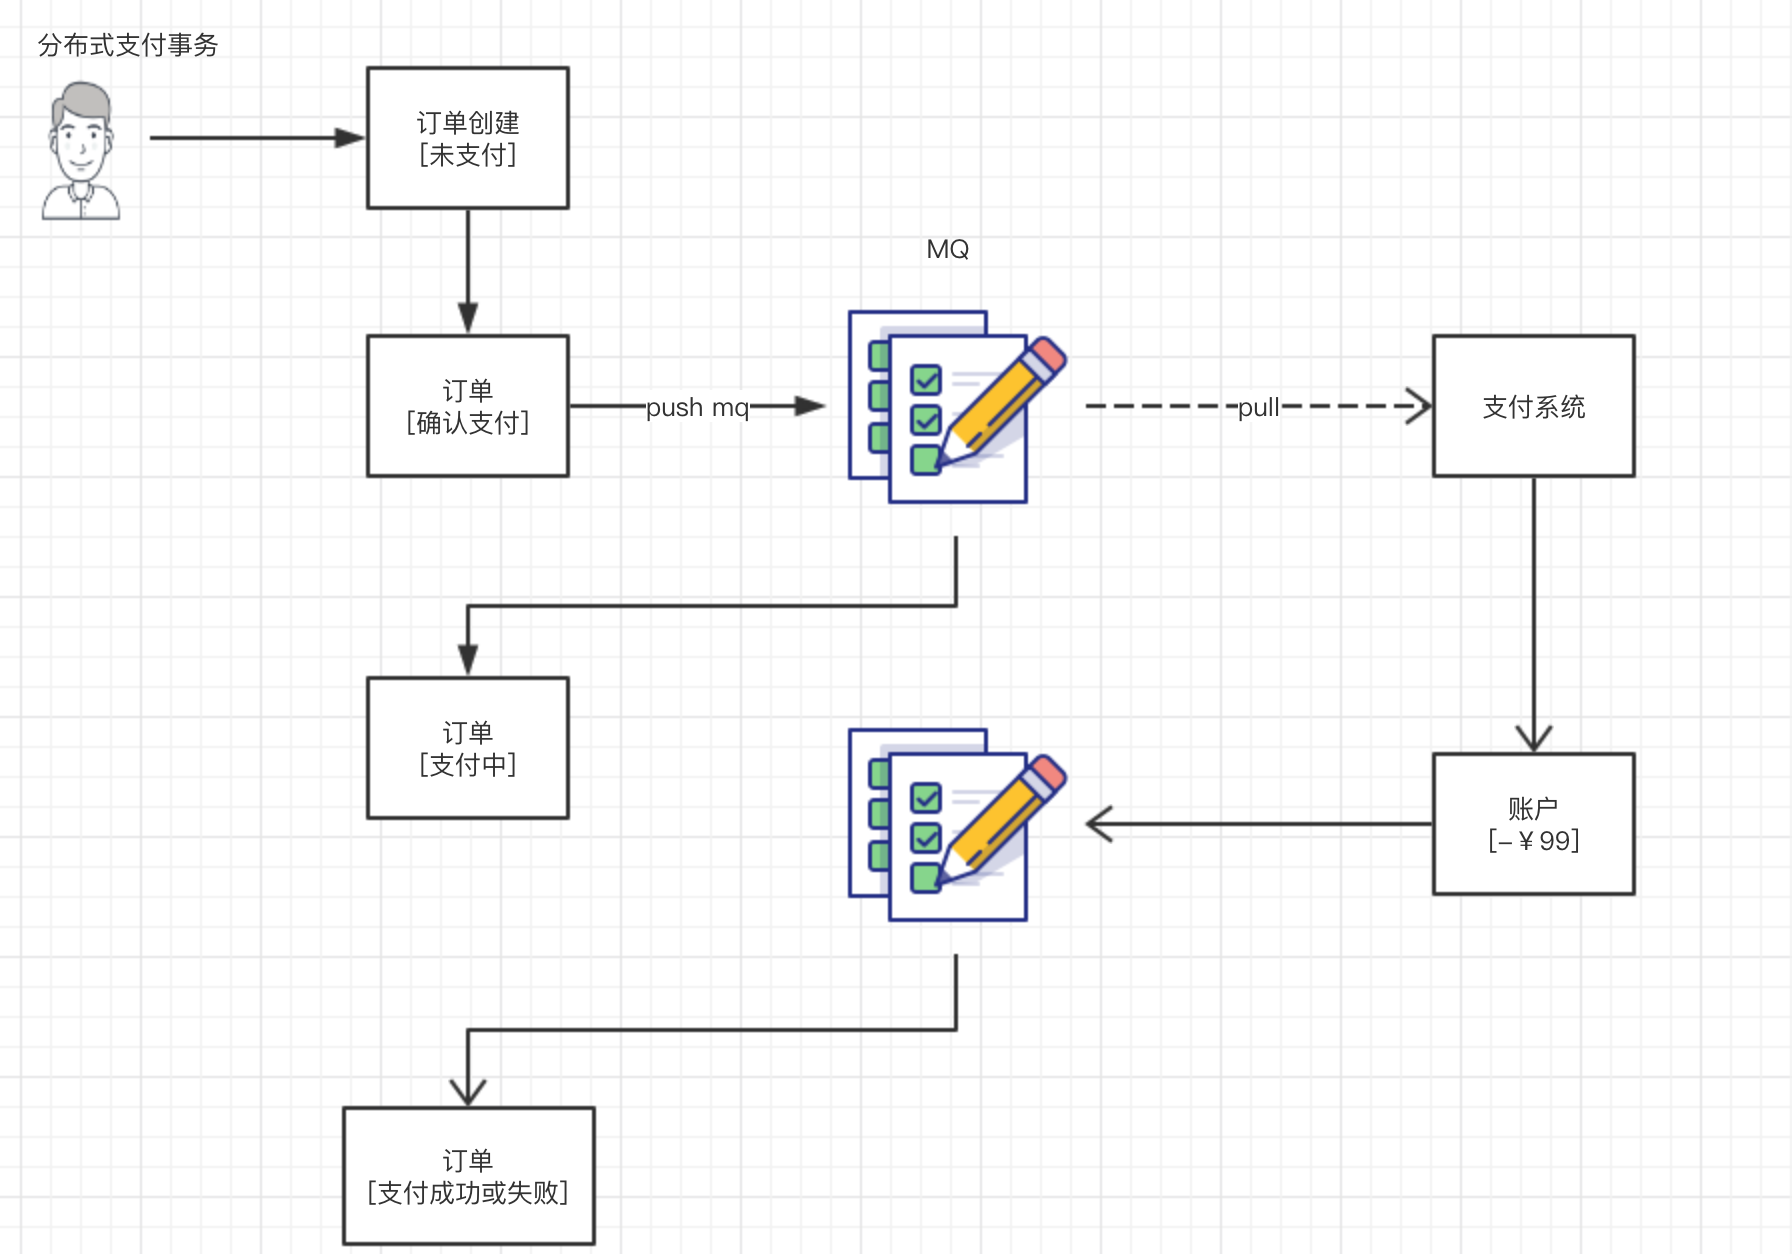 分布式支付事务
订单创建
[未支付]
MQ
订单
[确认支付]
push mq
pull
支付系统
订单
[支付中]
账户
[-¥99]
订单
[支付成功或失败]